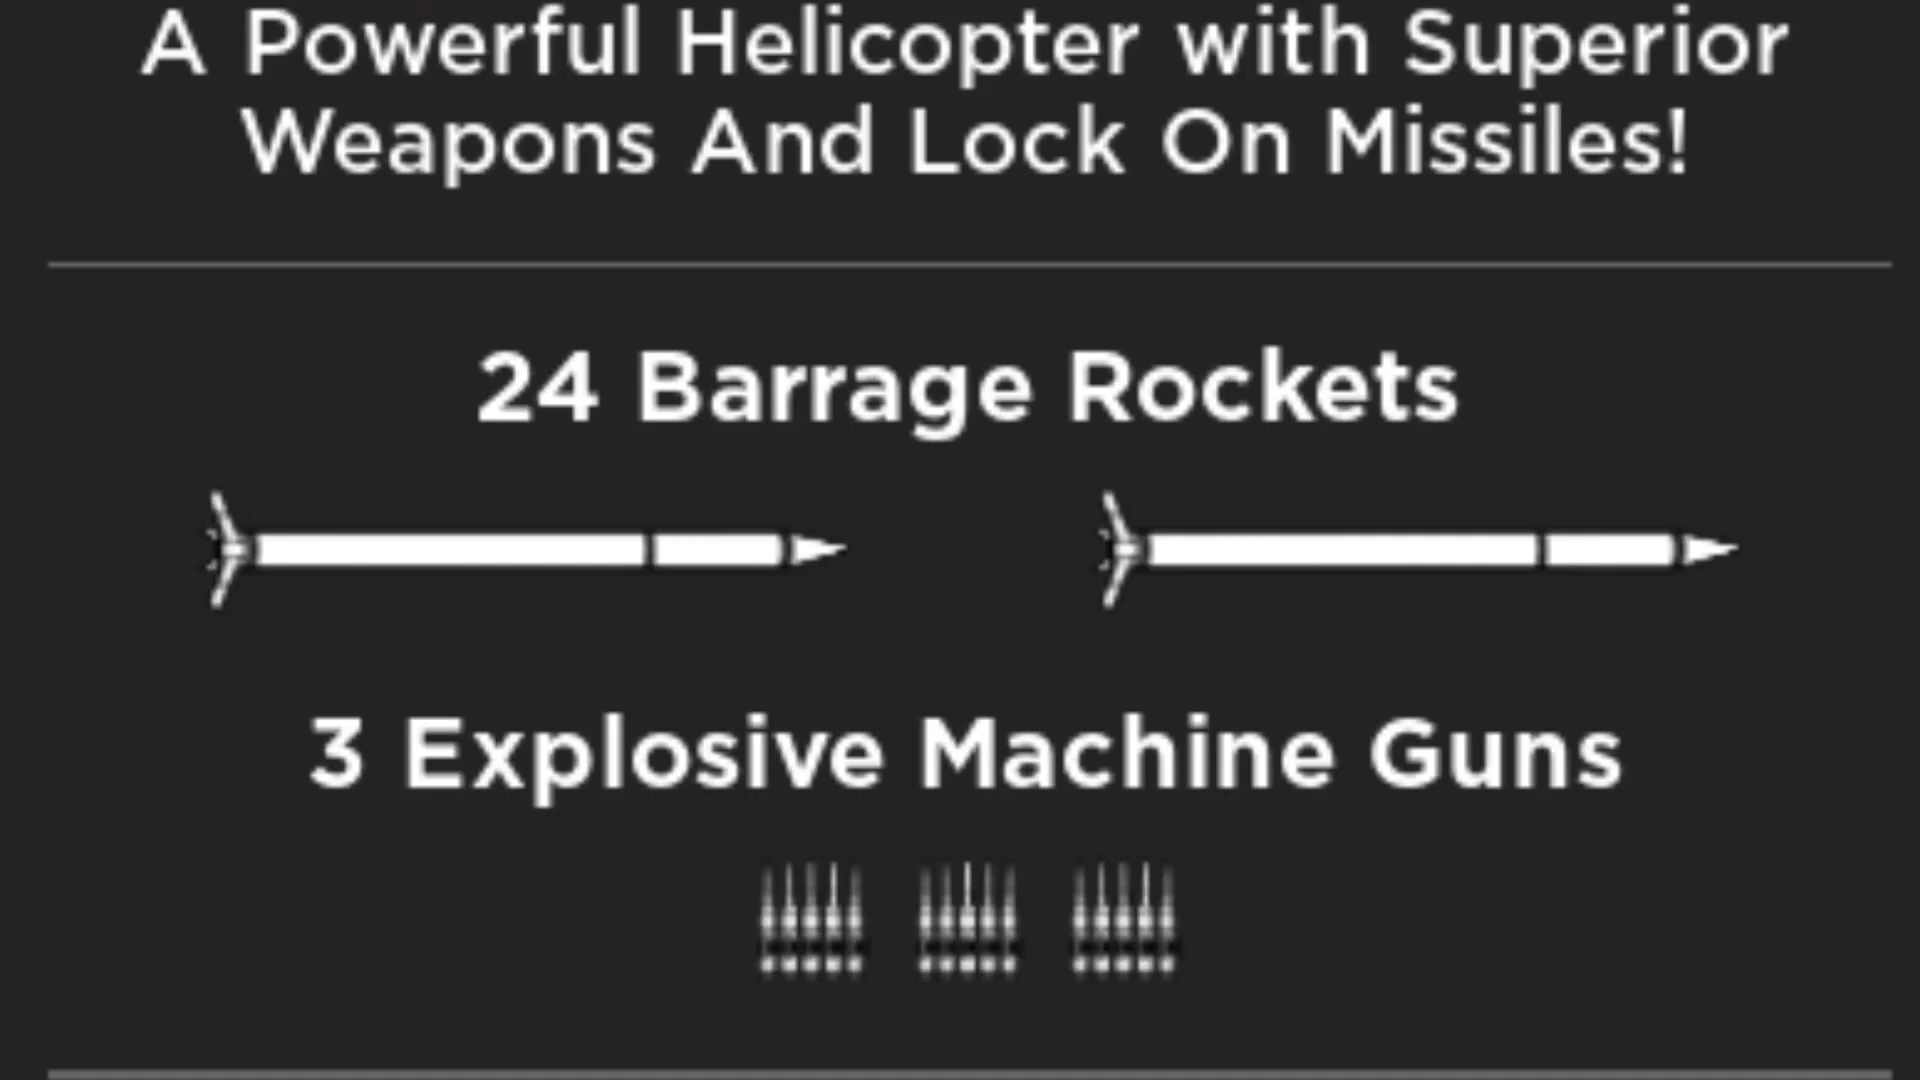 A Powerful Helicopter with Superior
Weapons And Lock On Missiles!
24 Barrage Rockets
3 Explosive Machine Guns